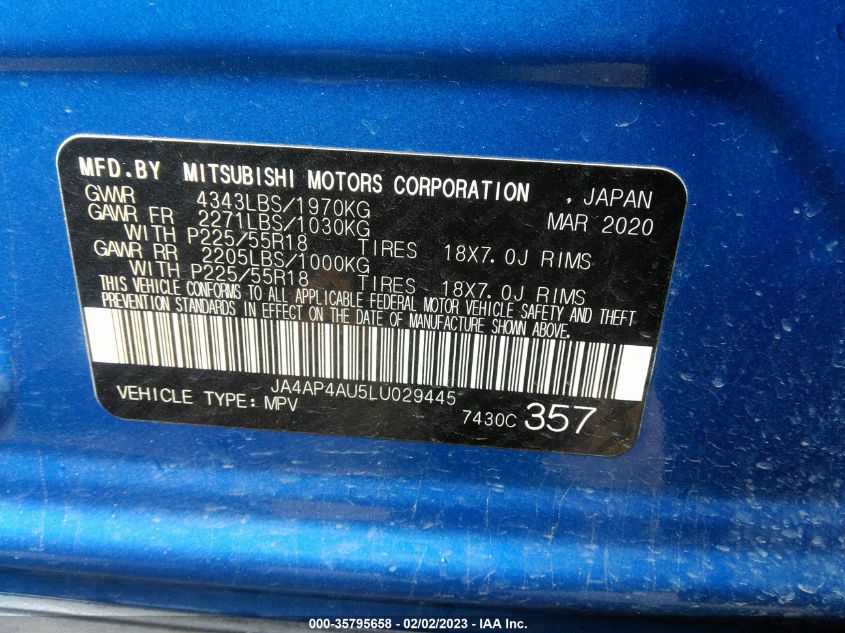 MFD.BY MITSUBISHI MOTORS CORPORATION , JAPAN
GVWR 4343LBS/1970KG MAR 2020
GAWR FR 2271LBS/1030KG
WITH P225/55R18 TIRES 18X7.0J RIMS
GAWR RR 2205LBS/1000KG
WITH P225/55R18 TIRES 18X7.0J RIMS
THIS VEHICLE CONFORMS TO ALL APPLICABLE FEDERAL MOTOR VEHICLE SAFETY AND THEFT
PREVENTION STANDARDS IN EFFECT ON THE DATE OF MANUFACTURE SHOWN ABOVE.
JA4AP4AU5LU029445
VEHICLE TYPE: MPV 7430C 357
000-35795658 - 02/02/2023 - IAA Inc.